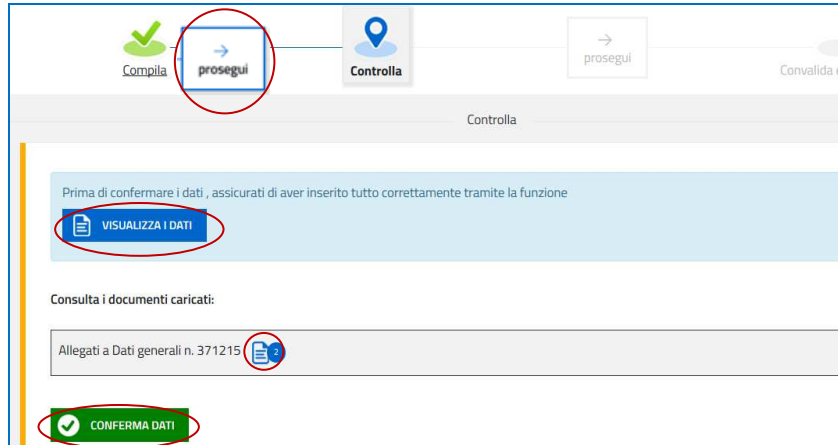 Compila
prosegui
Controlla
prosegui
Convalida
Controlla
Prima di confermare i dati , assicurati di aver inserito tutto correttamente tramite la funzione
VISUALIZZA I DATI
Consulta i documenti caricati:
Allegati a Dati generali n. 371215 2
CONFERMA DATI